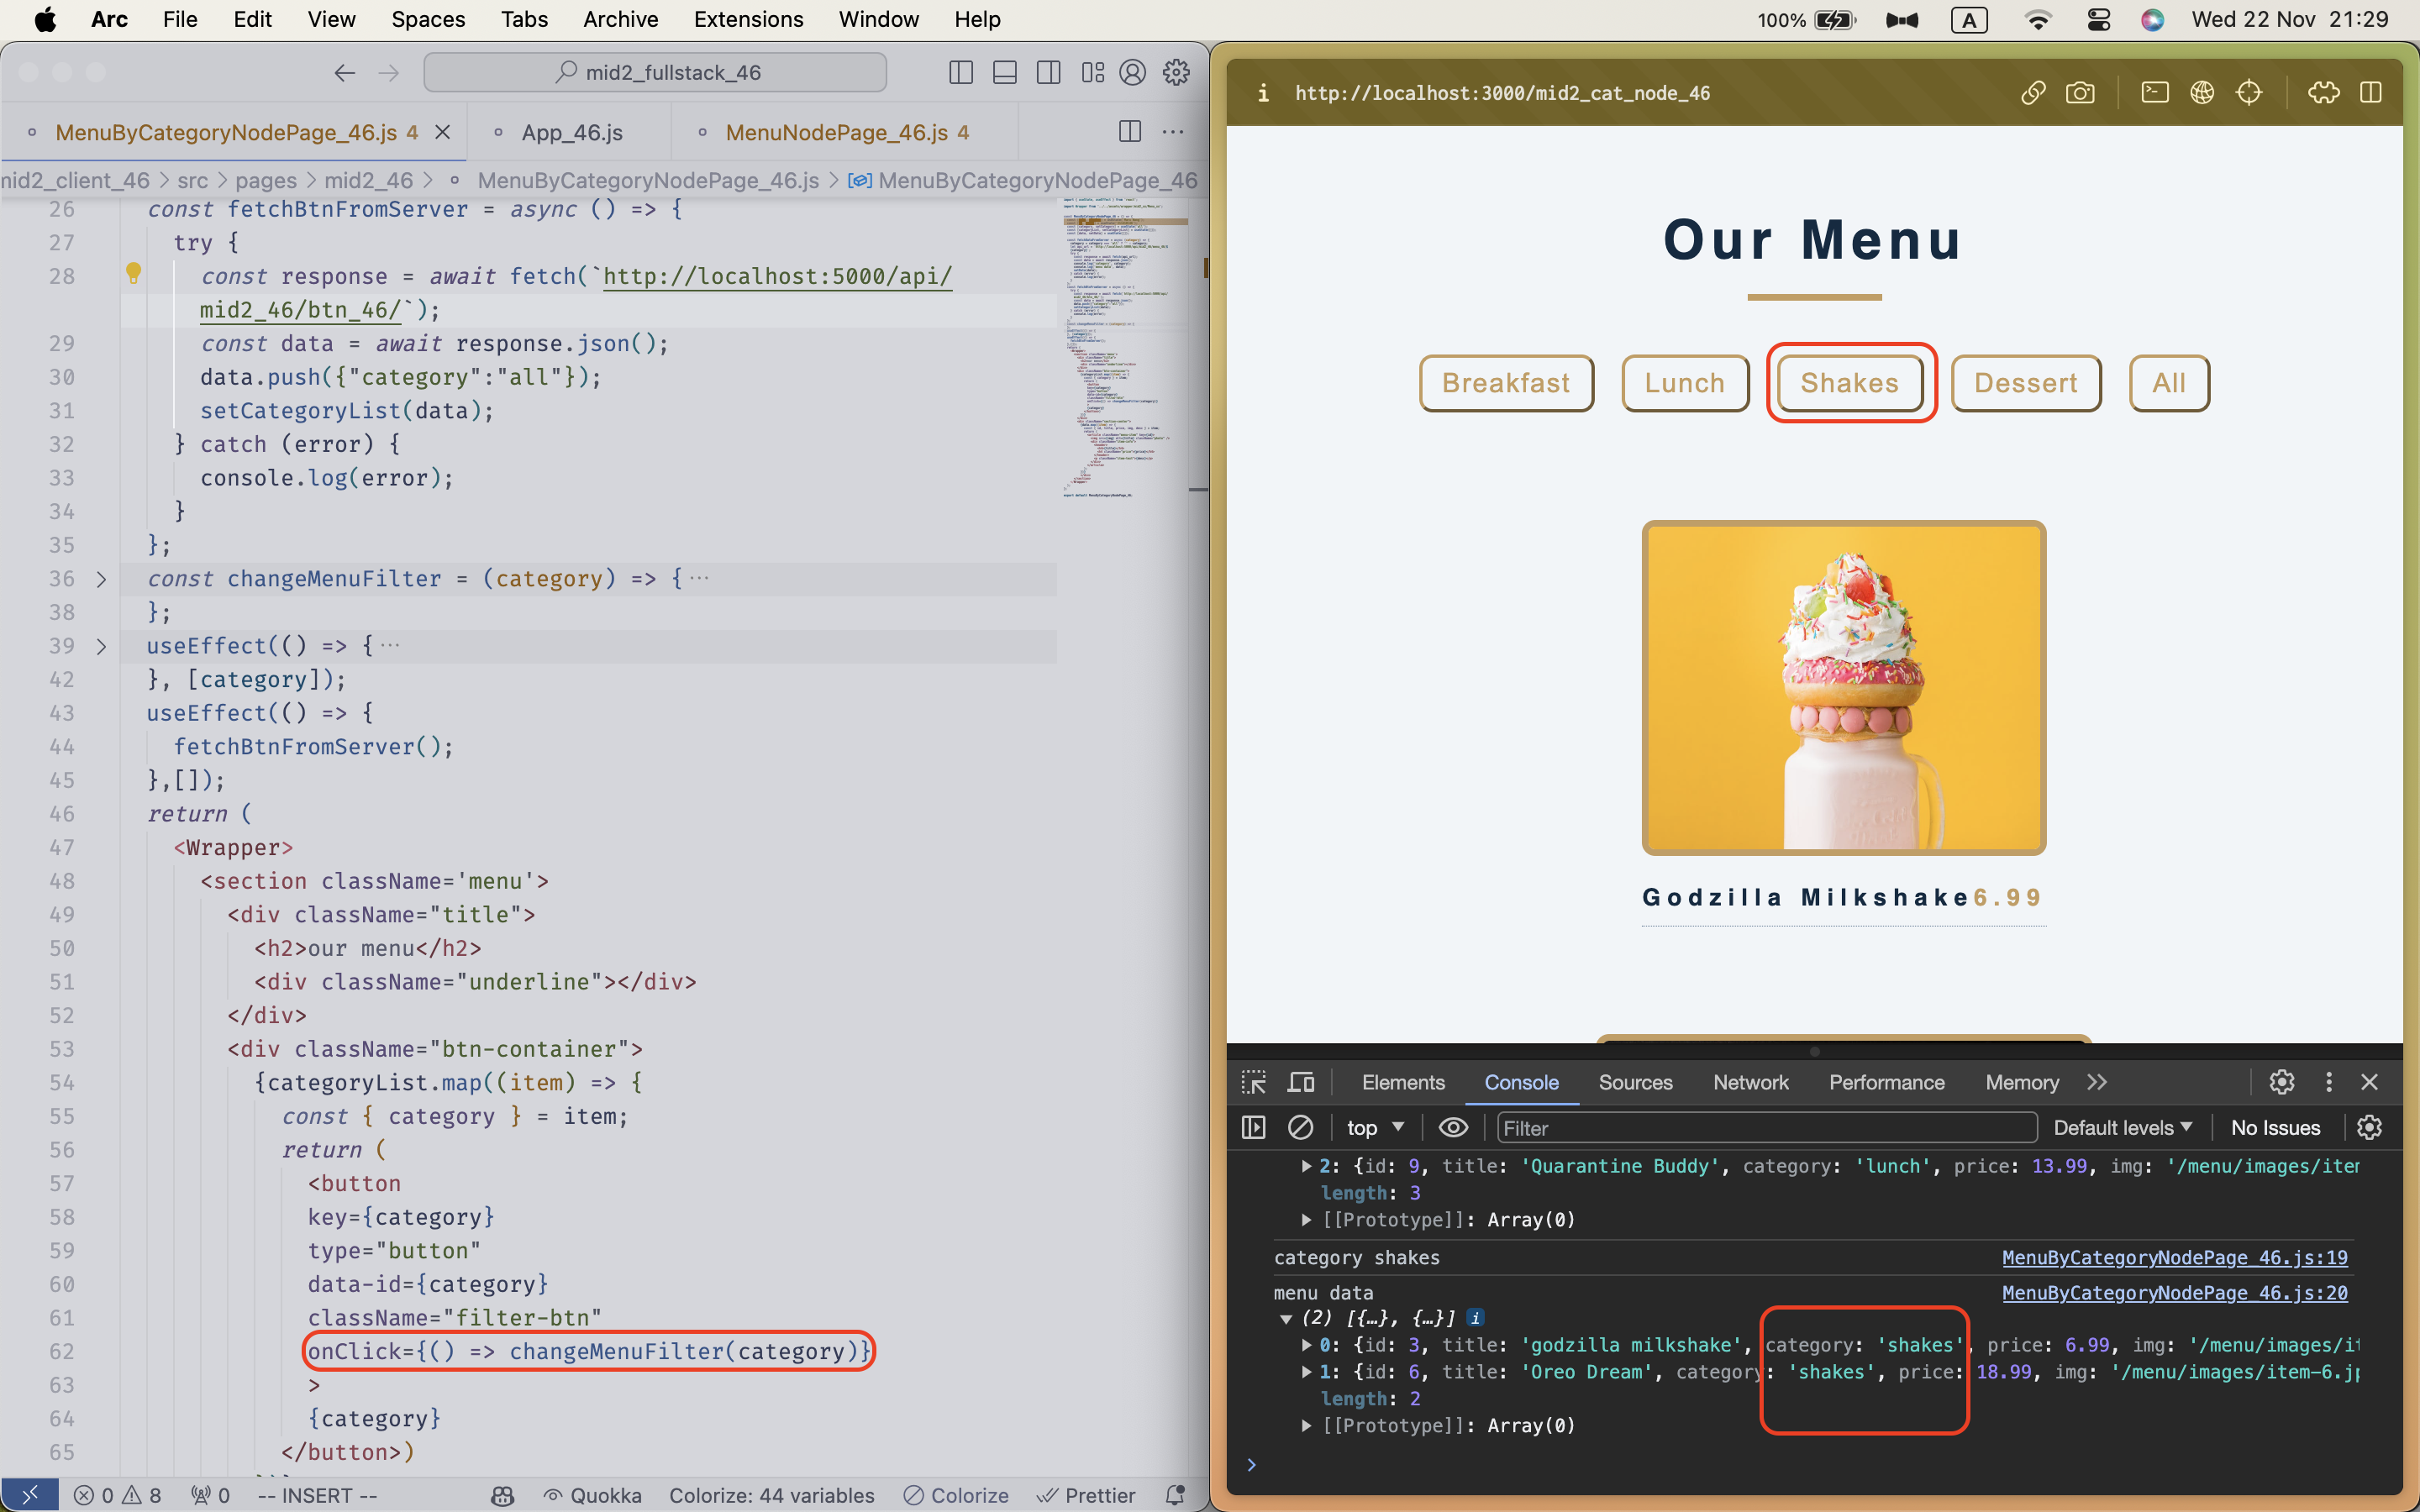 Arc File Edit View Spaces Tabs Archive Extensions Window Help 100% A Wed 22 Nov 21:29
mid2_fullstack_46
MenuByCategoryNodePage_46.js 4 App_46.js MenuNodePage_46.js 4
mid2_client_46 > src > pages > mid2_46 > MenuByCategoryNodePage_46.js > MenuByCategoryNodePage_46
26 const fetchBtnFromServer = async () => {
27 try {
28 const response = await fetch(`http://localhost:5000/api/
mid2_46/btn_46/`);
29 const data = await response.json();
30 data.push({"category":"all"});
31 setCategoryList(data);
32 } catch (error) {
33 console.log(error);
34 }
35 };
36 const changeMenuFilter = (category) => {···
38 };
39 useEffect(() => {···
42 }, [category]);
43 useEffect(() => {
44 fetchBtnFromServer();
45 },[]);
46 return (
47 <Wrapper>
48 <section className='menu'>
49 <div className="title">
50 <h2>our menu</h2>
51 <div className="underline"></div>
52 </div>
53 <div className="btn-container">
54 {categoryList.map((item) => {
55 const { category } = item;
56 return (
57 <button
58 key={category}
59 type="button"
60 data-id={category}
61 className="filter-btn"
62 onClick={() => changeMenuFilter(category)}
63 >
64 {category}
65 </button>)
0 8 0 -- INSERT -- Quokka Colorize: 44 variables Colorize Prettier
http://localhost:3000/mid2_cat_node_46
Our Menu
Breakfast Lunch Shakes Dessert All
Godzilla Milkshake 6.99
Elements Console Sources Network Performance Memory
top Filter Default levels No Issues
2: {id: 9, title: 'Quarantine Buddy', category: 'lunch', price: 13.99, img: '/menu/images/iten
length: 3
[[Prototype]]: Array(0)
category shakes MenuByCategoryNodePage_46.js:19
menu data MenuByCategoryNodePage_46.js:20
(2) [{…}, {…}] i
0: {id: 3, title: 'godzilla milkshake', category: 'shakes', price: 6.99, img: '/menu/images/it
1: {id: 6, title: 'Oreo Dream', category: 'shakes', price: 18.99, img: '/menu/images/item-6.jp
length: 2
[[Prototype]]: Array(0)